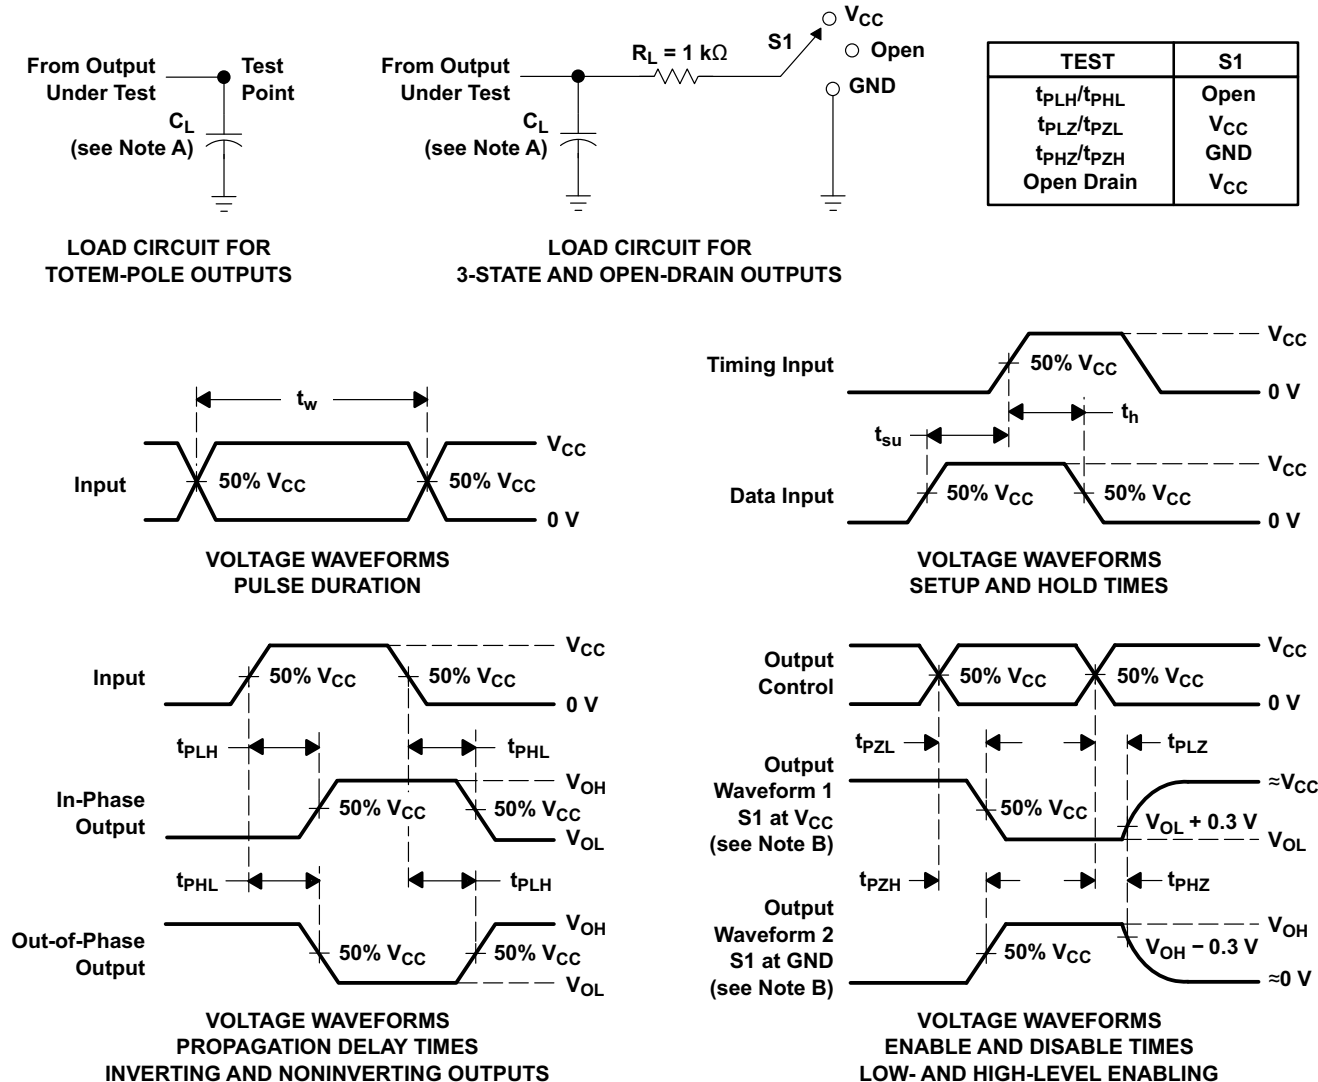 From Output
Under Test
Test
Point
CL
(see Note A)
LOAD CIRCUIT FOR
TOTEM-POLE OUTPUTS
From Output
Under Test
RL = 1 kΩ
S1
VCC
Open
GND
CL
(see Note A)
LOAD CIRCUIT FOR
3-STATE AND OPEN-DRAIN OUTPUTS
TEST S1
tPLH/tPHL Open
tPLZ/tPZL VCC
tPHZ/tPZH GND
Open Drain VCC
tw
VCC
Input
50% VCC
50% VCC
0 V
VOLTAGE WAVEFORMS
PULSE DURATION
VCC
Timing Input
50% VCC
0 V
th
tsu
VCC
Data Input
50% VCC
50% VCC
0 V
VOLTAGE WAVEFORMS
SETUP AND HOLD TIMES
VCC
Input
50% VCC
50% VCC
0 V
tPLH
tPHL
VOH
In-Phase
Output
50% VCC
50% VCC
VOL
tPHL
tPLH
VOH
Out-of-Phase
Output
50% VCC
50% VCC
VOL
VOLTAGE WAVEFORMS
PROPAGATION DELAY TIMES
INVERTING AND NONINVERTING OUTPUTS
VCC
Output
Control
50% VCC
50% VCC
0 V
tPZL
tPLZ
Output
Waveform 1
S1 at VCC
(see Note B)
≈VCC
50% VCC
VOL + 0.3 V
VOL
tPZH
tPHZ
Output
Waveform 2
S1 at GND
(see Note B)
VOH
50% VCC
VOH − 0.3 V
≈0 V
VOLTAGE WAVEFORMS
ENABLE AND DISABLE TIMES
LOW- AND HIGH-LEVEL ENABLING